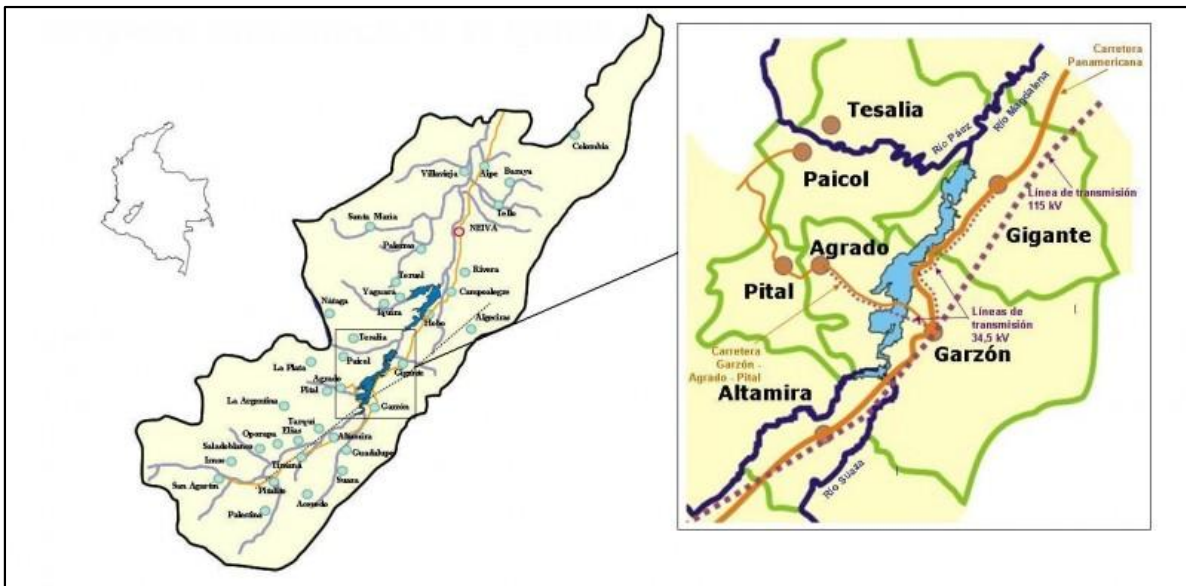 Colombia
Villavieja
Aipe
Baraya
Tello
Santa Maria
NEIVA
Palermo
Teruel
Rivera
Yaguara
Campoalegre
Nátaga
Iquira
Hobo
Algeciras
Tesalia
Paicol
La Plata
Gigante
Agrado
Pital
La Argentina
Garzón
Tarqui
Elias
Oporapa
Altamira
Saladoblanco
Guadalupe
Isnos
Timaná
Suaza
San Agustín
Pitalito
Acevedo
Palestina
Carretera
Panamericana
Río Magdalena
Tesalia
Río Páez
Paicol
Línea de transmisión
115 kV
Agrado
Gigante
Pital
Líneas de
transmisión
34,5 kV
Garzón
Carretera
Garzón -
Agrado - Pital
Altamira
Río Suaza